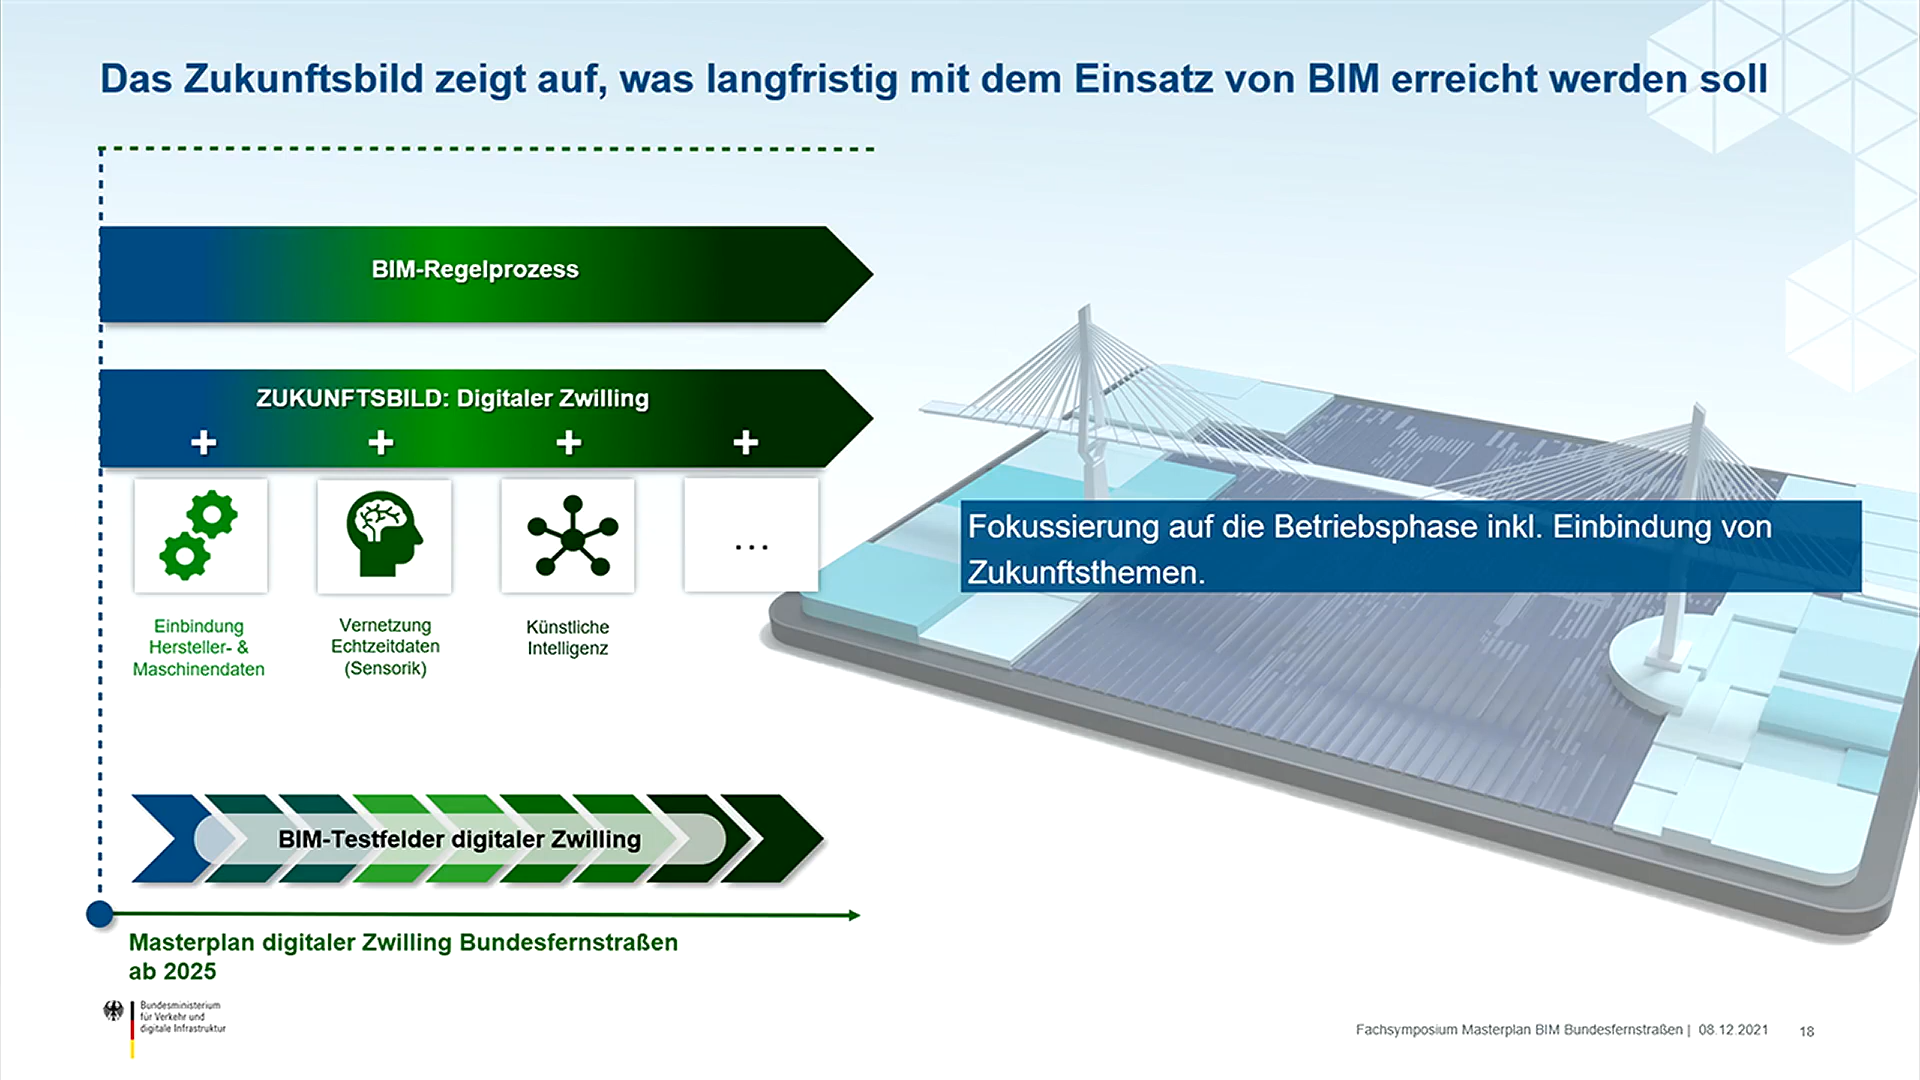 Das Zukunftsbild zeigt auf, was langfristig mit dem Einsatz von BIM erreicht werden soll
BIM-Regelprozess
ZUKUNFTSBILD: Digitaler Zwilling
+ + + +
...
Einbindung
Hersteller- &
Maschinendaten
Vernetzung
Echtzeitdaten
(Sensorik)
Künstliche
Intelligenz
Fokussierung auf die Betriebsphase inkl. Einbindung von
Zukunftsthemen.
BIM-Testfelder digitaler Zwilling
Masterplan digitaler Zwilling Bundesfernstraßen
ab 2025
Bundesministerium
für Verkehr und
digitale Infrastruktur
Fachsymposium Masterplan BIM Bundesfernstraßen | 08.12.2021 18